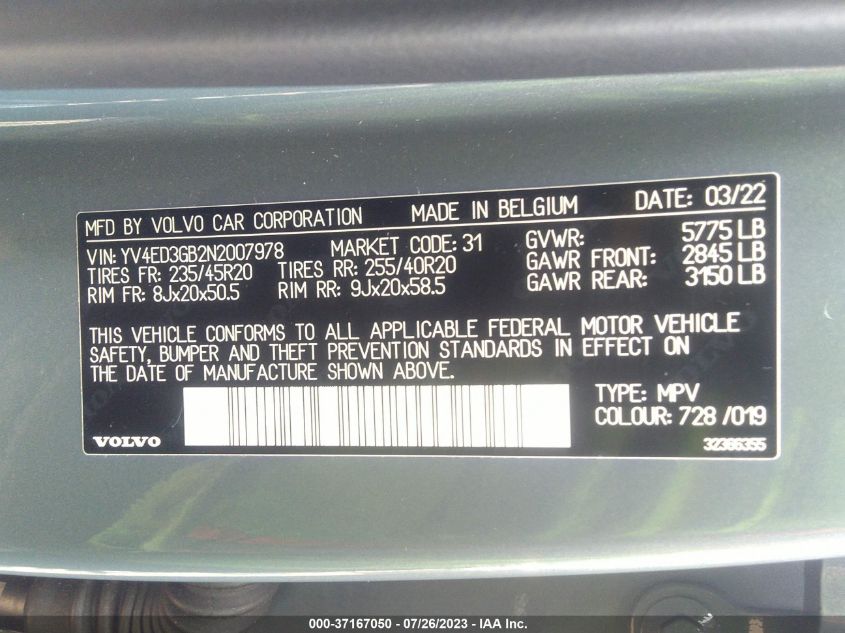 MFD BY VOLVO CAR CORPORATION MADE IN BELGIUM DATE: 03/22
VIN: YV4ED3GB2N2007978 MARKET CODE: 31 GVWR: 5775 LB
TIRES FR: 235/45R20 TIRES RR: 255/40R20 GAWR FRONT: 2845 LB
RIM FR: 8Jx20x50.5 RIM RR: 9Jx20x58.5 GAWR REAR: 3150 LB
THIS VEHICLE CONFORMS TO ALL APPLICABLE FEDERAL MOTOR VEHICLE
SAFETY, BUMPER AND THEFT PREVENTION STANDARDS IN EFFECT ON
THE DATE OF MANUFACTURE SHOWN ABOVE.
TYPE: MPV
COLOUR: 728 /019
VOLVO 32366355
000-37167050 / 07/26/2023 - IAA Inc.